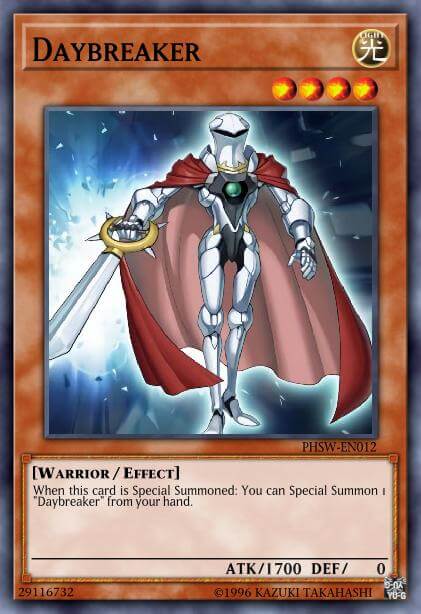 DAYBREAKER
LIGHT
光
PHSW-EN012
[WARRIOR / EFFECT]
When this card is Special Summoned: You can Special Summon 1
"Daybreaker" from your hand.
ATK/1700 DEF/ 0
29116732 ©1996 KAZUKI TAKAHASHI